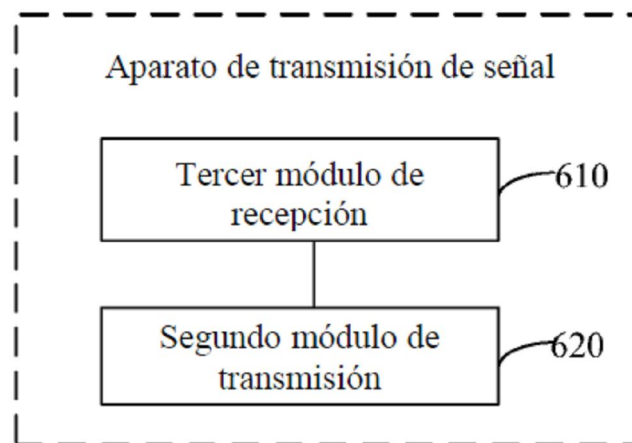 Aparato de transmisión de señal
Tercer módulo de
recepción
610
Segundo módulo de
transmisión
620